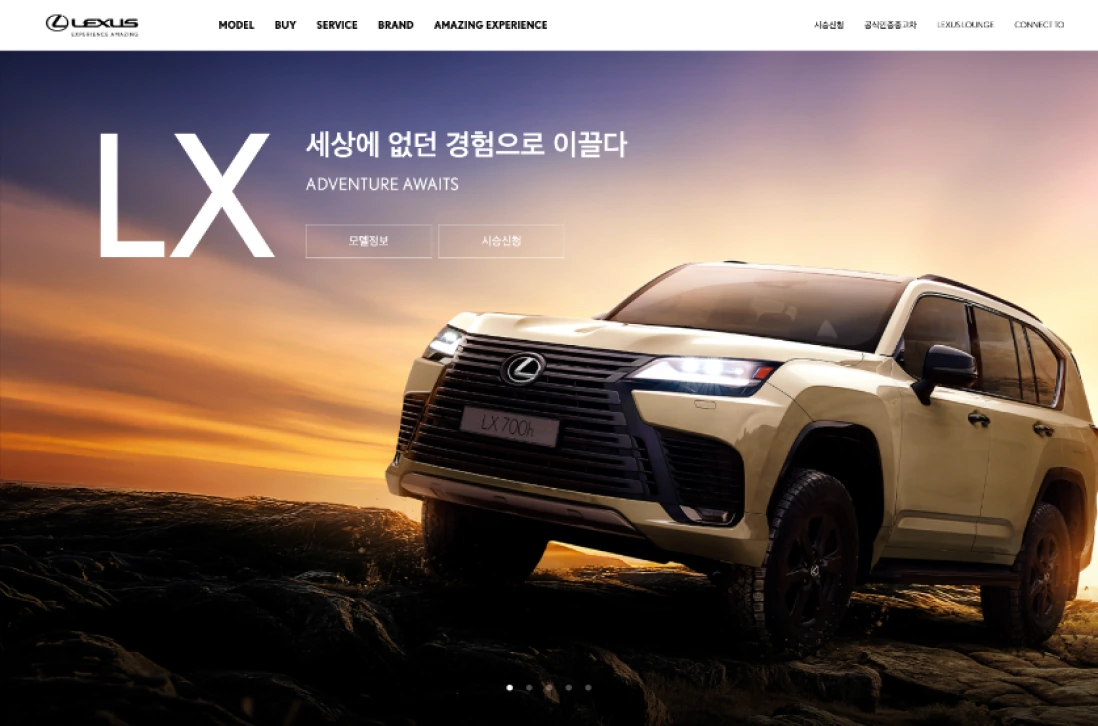 LEXUS
EXPERIENCE AMAZING
MODEL BUY SERVICE BRAND AMAZING EXPERIENCE
시승신청 공식인증중고차 LEXUS LOUNGE CONNECT TO
LX
세상에 없던 경험으로 이끌다
ADVENTURE AWAITS
모델정보 시승신청
LX 700h